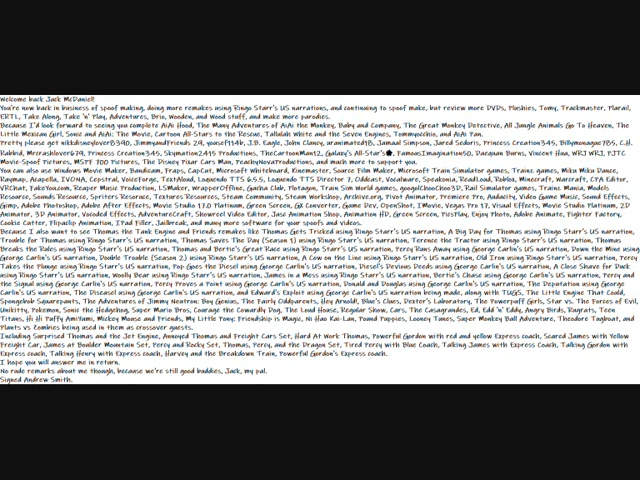 Welcome back Jack McDaniel!
You're now back in business of spoof making, doing more remakes using Ringo Starr's US narrations, and continuing to spoof make, but review more DVDs, Plushies, Tomy, Trackmaster, Plarail,
ERTL, Take Along, Take 'n' Play, Adventures, Brio, Wooden, and Wood stuff, and make more parodies.
Because I'd look forward to seeing you complete AiAi Hood, The Many Adventures of AiAi the Monkey, Baby and Company, The Great Monkey Detective, All Jungle Animals Go To Heaven, The
Little Mexican Girl, Sonic and AiAi: The Movie, Cartoon All-Stars to the Rescue, Tallulah White and the Seven Engines, Tommyocchio, and AiAi Pan.
Pretty please get nikkdisneylover8390, JimmyandFriends 29, yoisef1146, J.B. Eagle, John Clancy, uranimated18, Jamaal Simpson, Jared Sedoris, Princess Creation345, Billymonague785, C.H.
Rabbid, Mrcrashlover679, Princess Creation345, Skymation2415 Productions, TheCartoonMan12, Galaxy's All-Star's, FamousImagination50, Daequan Burns, Vincent Hua, WRJ WRJ, PJTC
Movie-Spoof Pictures, MSPF 700 Pictures, The Disney Pixar Cars Man, PeachyNovaProductions, and much more to support you.
You can also use Windows Movie Maker, Bandicam, Fraps, CapCut, Microsoft Whiteboard, Kinemaster, Source Film Maker, Microsoft Train Simulator games, Trainz games, Miku Miku Dance,
Raymap, Acapella, IVONA, Cepstral, VoiceForge, TextAloud, Loquendo TTS 6.5.5, Loquendo TTS Director 7, Oddcast, Vocalware, Speakonia, ReadLoud, Roblox, Minecraft, Warcraft, CPA Editor,
VRChat, FakeYou.com, Reaper Music Production, LSMaker, WrapperOffline, Gacha Club, Plotagon, Train Sim World games, googolChooChoo3D, Rail Simulator games, Trainz Mania, Models
Resource, Sounds Resource, Spriters Resource, Textures Resources, Steam Community, Steam Workshop, Archive.org, Pivot Animator, Premiere Pro, Audacity, Video Game Music, Sound Effects,
Gimp, Adobe Photoshop, Adobe After Effects, Movie Studio 17.0 Platinum, Green Screen, GX Converter, Game Dev, OpenShot, IMovie, Vegas Pro 17, Visual Effects, Movie Studio Platinum, 2D
Animator, 3D Animator, Vocoded Effects, AdventureCraft, Showreel Video Editor, Jase Animation Shop, Animation HD, Green Screen, PicsPlay, Enjoy Photo, Adobe Animate, Fighter Factory,
Cookie Cutter, Flipachip Animation, IPad Filler, Jailbreak, and many more software for your spoofs and videos.
Because I also want to see Thomas the Tank Engine and Friends remakes like Thomas Gets Tricked using Ringo Starr's US narration, A Big Day for Thomas using Ringo Starr's US narration,
Trouble for Thomas using Ringo Starr's US narration, Thomas Saves The Day (Season 1) using Ringo Starr's US narration, Terence the Traitor using Ringo Starr's US narration, Thomas
Breaks the Rules using Ringo Starr's US narration, Thomas and Bertie's Great Race using Ringo Starr's US narration, Percy Runs Away using George Carlin's US narration, Down the Mine using
George Carlin's US narration, Double Trouble (Season 2) using Ringo Starr's US narration, A Cow on the Line using Ringo Starr's US narration, Old Iron using Ringo Starr's US narration, Percy
Takes the Plunge using Ringo Starr's US narration, Pop Goes the Diesel using George Carlin's US narration, Diesel's Devious Deeds using George Carlin's US narration, A Close Shave for Duck
using Ringo Starr's US narration, Woolly Bear using Ringo Starr's US narration, James in a Mess using Ringo Starr's US narration, Bertie's Chase using George Carlin's US narration, Percy and
the Signal using George Carlin's US narration, Percy Proves a Point using George Carlin's US narration, Donald and Douglas using George Carlin's US narration, The Deputation using George
Carlin's US narration, The Diseasel using George Carlin's US narration, and Edward's Exploit using George Carlin's US narration being made, along with TUGS, The Little Engine That Could,
Spongebob Squarepants, The Adventures of Jimmy Neutron: Boy Genius, The Fairly Oddparents, Hey Arnold!, Blue's Clues, Dexter's Laboratory, The Powerpuff Girls, Star vs. The Forces of Evil,
Unikitty, Pokemon, Sonic the Hedgehog, Super Mario Bros, Courage the Cowardly Dog, The Loud House, Regular Show, Cars, The Casagrandes, Ed, Edd 'n' Eddy, Angry Birds, Rugrats, Teen
Titans, Hi Hi Puffy AmiYumi, Mickey Mouse and Friends, My Little Pony: Friendship is Magic, Ni Hao Kai-Lan, Pound Puppies, Looney Tunes, Super Monkey Ball Adventure, Theodore Tugboat, and
Plants vs Zombies being used in them as crossover guests.
Including Surprised Thomas and the Jet Engine, Annoyed Thomas and Freight Cars Set, Hard At Work Thomas, Powerful Gordon with red and yellow Express coach, Scared James with Yellow
Freight Car, James at Boulder Mountain Set, Percy and Rocky Set, Thomas, Percy, and the Dragon Set, Tired Percy with Blue Coach, Talking James with Express Coach, Talking Gordon with
Express coach, Talking Henry with Express coach, Harvey and the Breakdown Train, Powerful Gordon's Express coach.
I hope you will answer me in return.
No rude remarks about me though, because we're still good buddies, Jack, my pal.
Signed Andrew Smith.